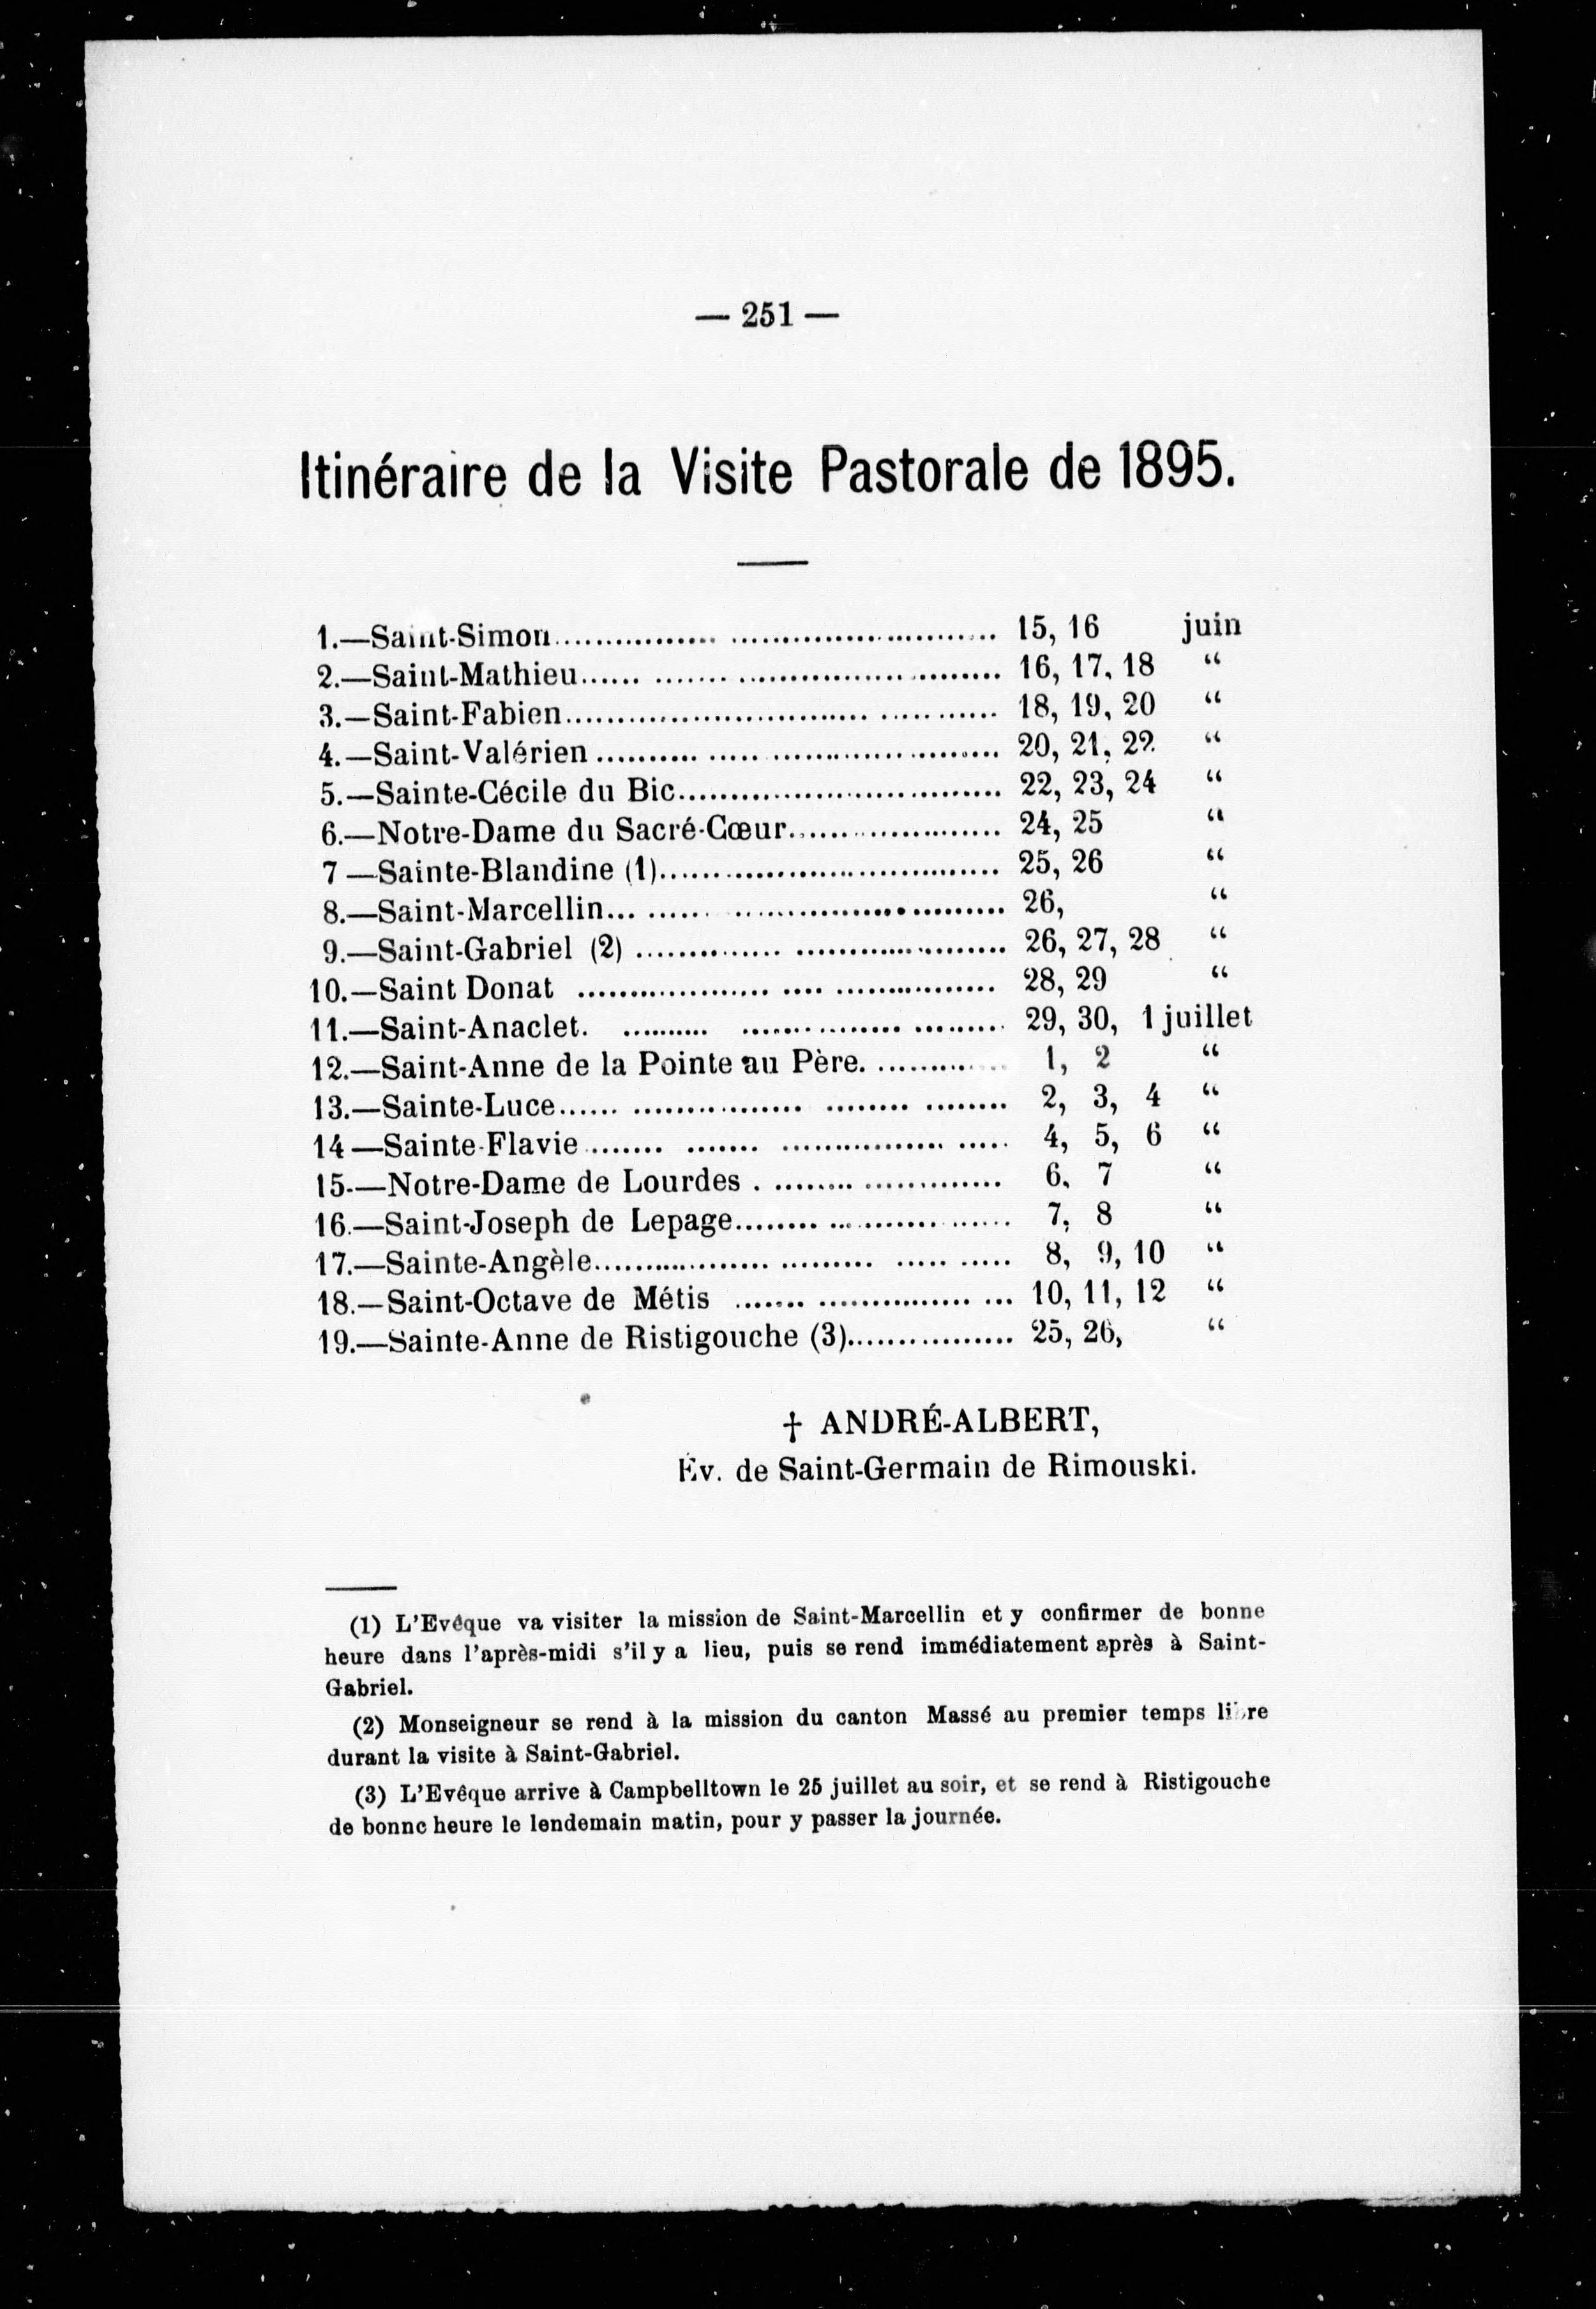 — 251 —
Itinéraire de la Visite Pastorale de 1895.
1.—Saint-Simon........................................ 15, 16 juin
2.—Saint-Mathieu........................................ 16, 17, 18 “
3.—Saint-Fabien........................................ 18, 19, 20 “
4.—Saint-Valérien........................................ 20, 21, 22 “
5.—Sainte-Cécile du Bic................................ 22, 23, 24 “
6.—Notre-Dame du Sacré-Cœur..................... 24, 25 “
7—Sainte-Blandine (1)................................ 25, 26 “
8.—Saint-Marcellin..................................... 26, “
9.—Saint-Gabriel (2) ................................... 26, 27, 28 “
10.—Saint Donat ........................................ 28, 29 “
11.—Saint-Anaclet. ..................................... 29, 30, 1 juillet
12.—Saint-Anne de la Pointe au Père. ............. 1, 2 “
13.—Sainte-Luce.......................................... 2, 3, 4 “
14—Sainte-Flavie........................................ 4, 5, 6 “
15-—Notre-Dame de Lourdes . ...................... 6, 7 “
16.—Saint-Joseph de Lepage.......................... 7, 8 “
17.—Sainte-Angèle........................................ 8, 9, 10 “
18.—Saint-Octave de Métis ........................... 10, 11, 12 “
19.—Sainte-Anne de Ristigouche (3)................ 25, 26, “
† ANDRÉ-ALBERT,
Év. de Saint-Germain de Rimouski.
(1) L’Evêque va visiter la mission de Saint-Marcellin et y confirmer de bonne
heure dans l’après-midi s’il y a lieu, puis se rend immédiatement après à Saint-
Gabriel.
(2) Monseigneur se rend à la mission du canton Massé au premier temps libre
durant la visite à Saint-Gabriel.
(3) L’Evêque arrive à Campbelltown le 25 juillet au soir, et se rend à Ristigouche
de bonne heure le lendemain matin, pour y passer la journée.